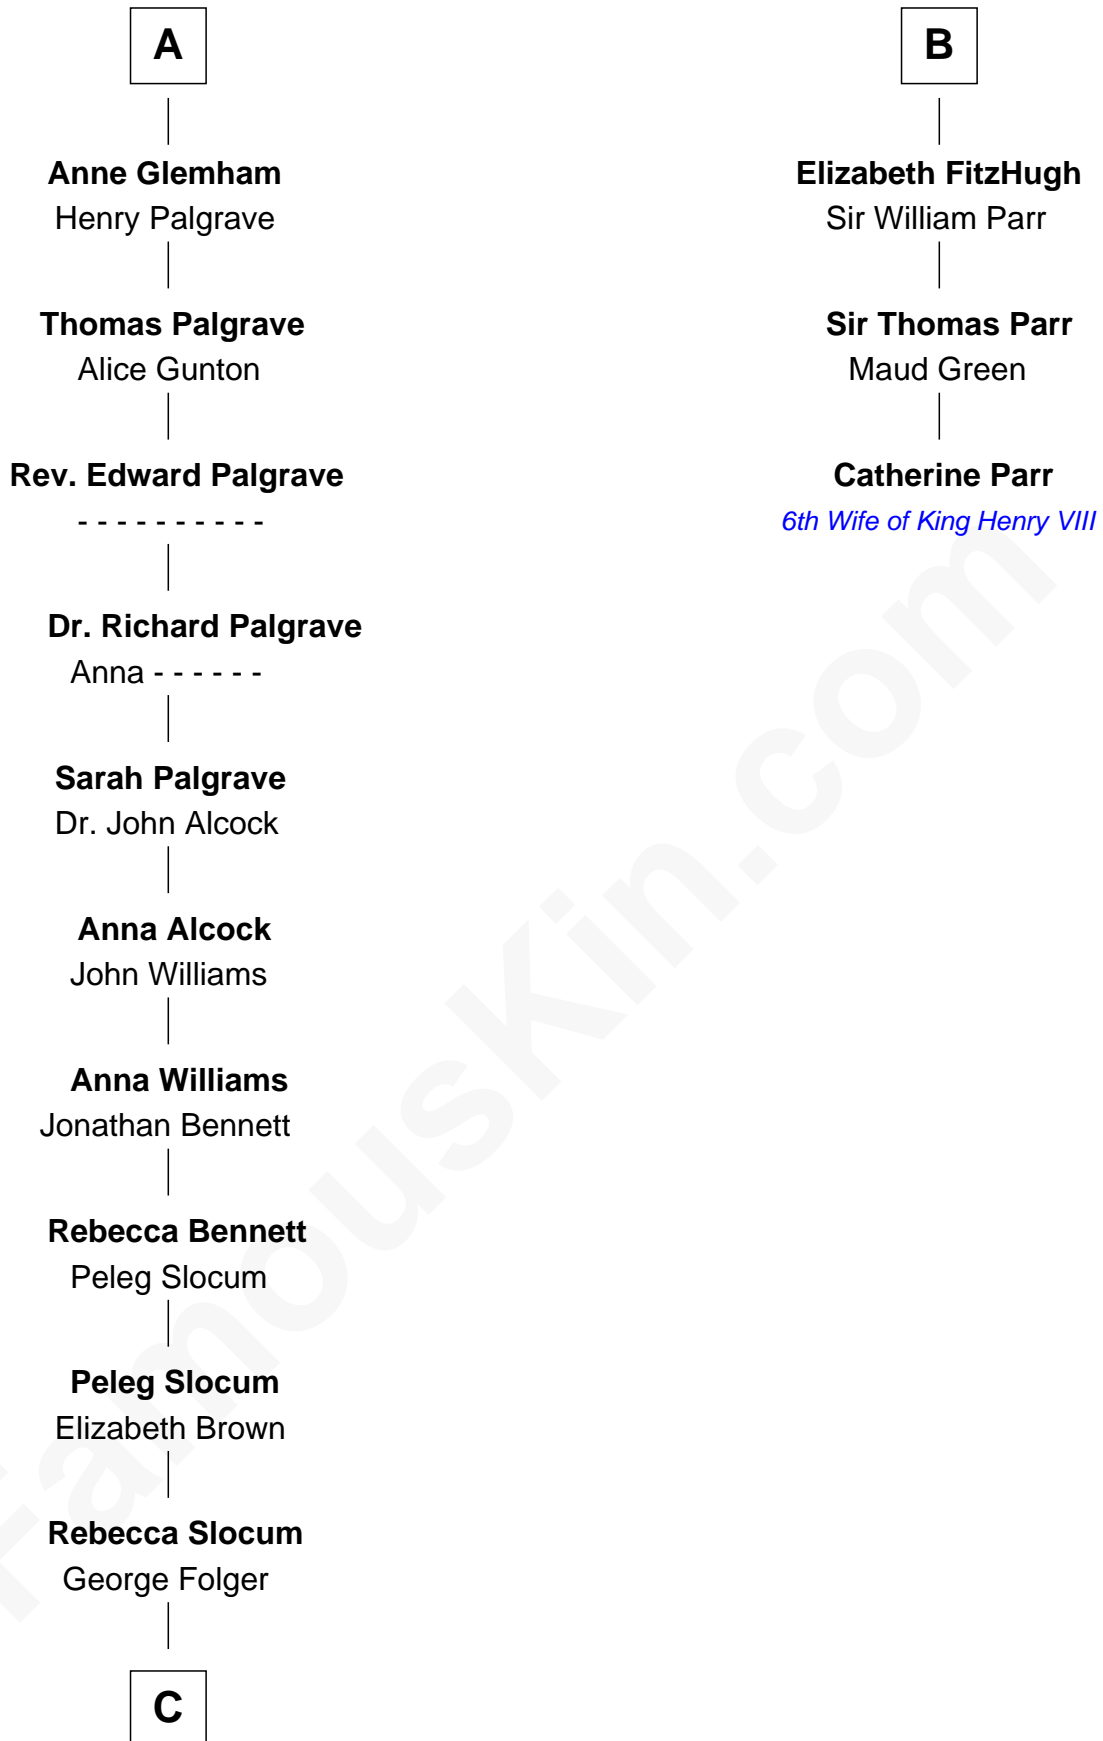 A
Anne Glemham
Henry Palgrave
Thomas Palgrave
Alice Gunton
Rev. Edward Palgrave
- - - - - - - - - -
Dr. Richard Palgrave
Anna - - - - - -
Sarah Palgrave
Dr. John Alcock
Anna Alcock
John Williams
Anna Williams
Jonathan Bennett
Rebecca Bennett
Peleg Slocum
Peleg Slocum
Elizabeth Brown
Rebecca Slocum
George Folger
C
B
Elizabeth FitzHugh
Sir William Parr
Sir Thomas Parr
Maud Green
Catherine Parr
6th Wife of King Henry VIII
FamousKin.com